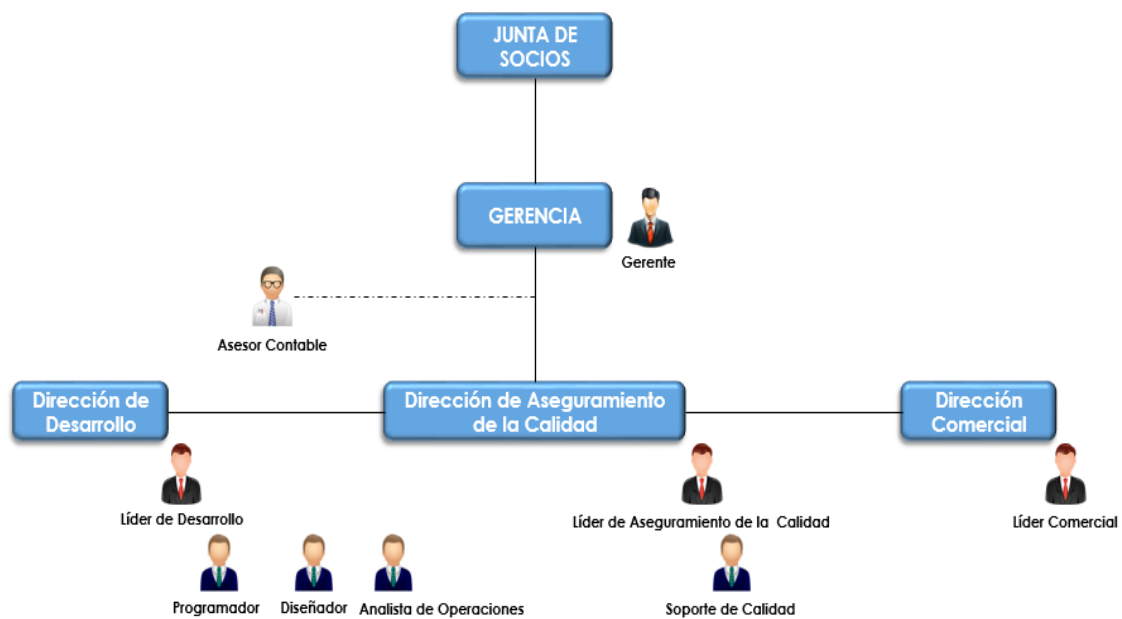 JUNTA DE
SOCIOS
GERENCIA
Gerente
Asesor Contable
Dirección de
Desarrollo
Dirección de Aseguramiento
de la Calidad
Dirección
Comercial
Líder de Desarrollo
Líder de Aseguramiento de la Calidad
Líder Comercial
Programador
Diseñador
Analista de Operaciones
Soporte de Calidad